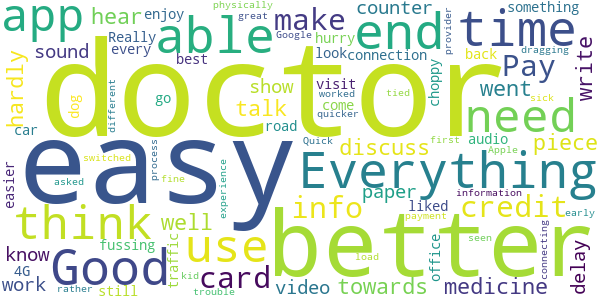 physically
app hear enjoy able great Google make counter end something time
Really every best hurry look connection provider dragging
hardly sound show choppy back Pay write
doctor
dog different go talk visit come worked quicker tied went sick need
car road audio
easy
easier switched process Quick first Apple discuss piece
Everything
asked fine experience info paper liked information credit early
think well traffic use better payment seen
know fussing office connecting delay
4G Good kid card load
work rather still trouble video towards medicine